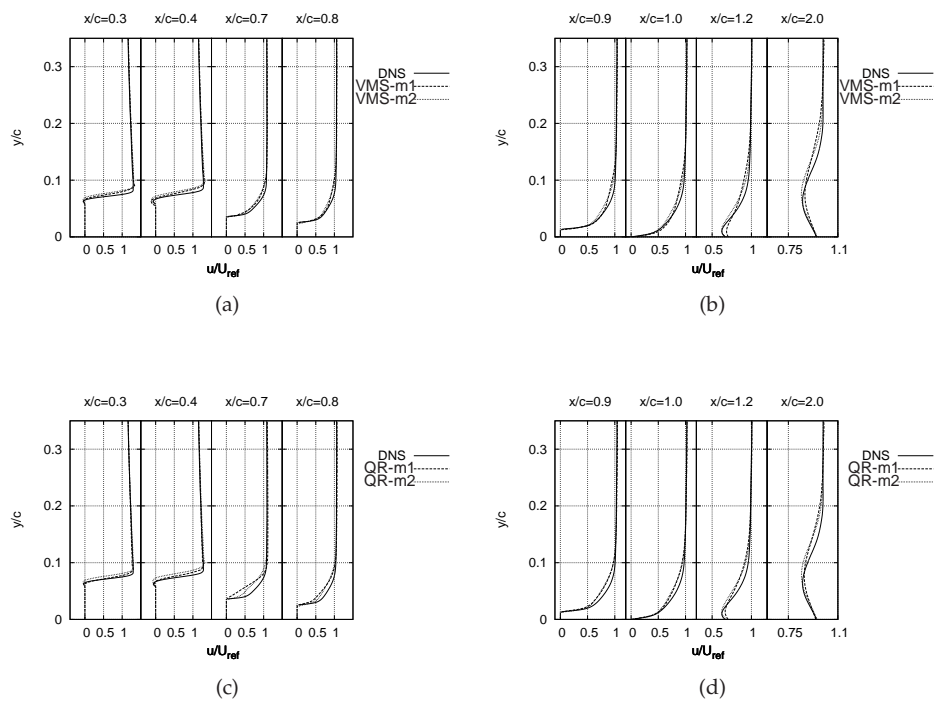 x/c=0.3 x/c=0.4 x/c=0.7 x/c=0.8
0.3
0.2
0.1
0
y/c
DNS
VMS-m1
VMS-m2
0 0.5 1 0 0.5 1 0 0.5 1 0 0.5 1
u/Uref
(a)
x/c=0.9 x/c=1.0 x/c=1.2 x/c=2.0
0.3
0.2
0.1
0
y/c
DNS
VMS-m1
VMS-m2
0 0.5 1 0 0.5 1 0.5 1 0.75 1.1
u/Uref
(b)
x/c=0.3 x/c=0.4 x/c=0.7 x/c=0.8
0.3
0.2
0.1
0
y/c
DNS
QR-m1
QR-m2
0 0.5 1 0 0.5 1 0 0.5 1 0 0.5 1
u/Uref
(c)
x/c=0.9 x/c=1.0 x/c=1.2 x/c=2.0
0.3
0.2
0.1
0
y/c
DNS
QR-m1
QR-m2
0 0.5 1 0 0.5 1 0.5 1 0.75 1.1
u/Uref
(d)